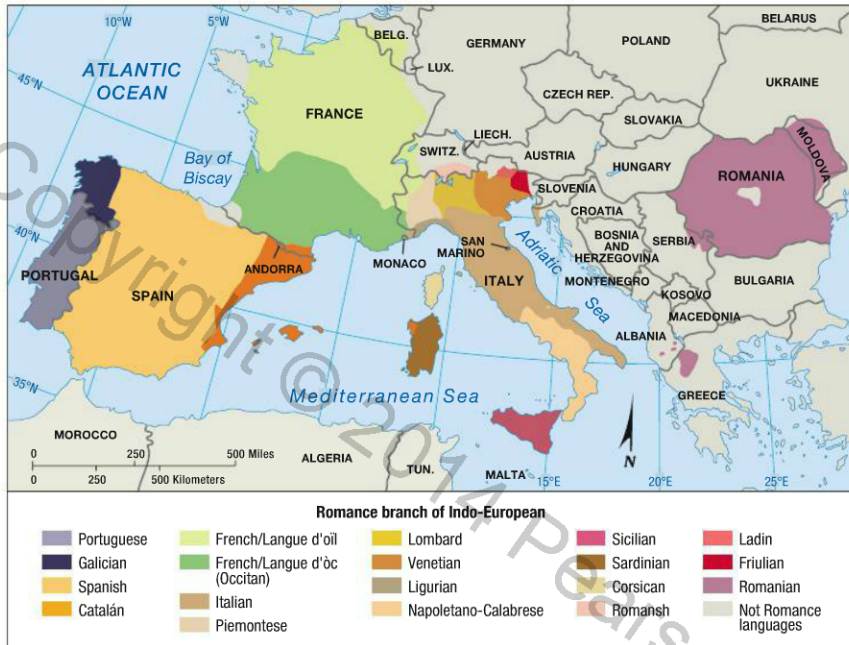 10°W
5°W
BELG.
GERMANY
POLAND
BELARUS
ATLANTIC
OCEAN
LUX.
UKRAINE
45°N
CZECH REP.
FRANCE
SLOVAKIA
LIECH.
MOLDOVA
SWITZ.
AUSTRIA
Bay of
Biscay
HUNGARY
ROMANIA
SLOVENIA
CROATIA
40°N
SAN
MARINO
BOSNIA
AND
HERZEGOVINA
SERBIA
PORTUGAL
ANDORRA
MONACO
Adriatic
Sea
SPAIN
ITALY
MONTENEGRO
BULGARIA
KOSOVO
MACEDONIA
ALBANIA
35°N
Mediterranean Sea
GREECE
MOROCCO
0 250 500 Miles
0 250 500 Kilometers
ALGERIA
TUN.
MALTA
N
15°E
20°E
25°E
Romance branch of Indo-European
Portuguese
Galician
Spanish
Catalán
French/Langue d'oïl
French/Langue d'òc
(Occitan)
Italian
Piemontese
Lombard
Venetian
Ligurian
Napoletano-Calabrese
Sicilian
Sardinian
Corsican
Romansh
Ladin
Friulian
Romanian
Not Romance
languages
Copyright © 2014 Pears